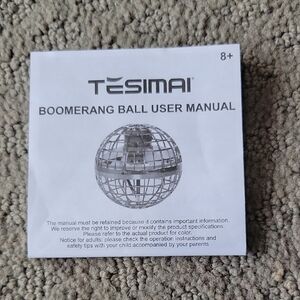 8+
TĔSIMAI
BOOMERANG BALL USER MANUAL
The manual must be retained because it contains important information.
We reserve the right to improve or modify the product specifications.
Please refer to the actual product for color.
Notice for adults: please check the operation instructions and
safety tips with your child accompanied by your parents